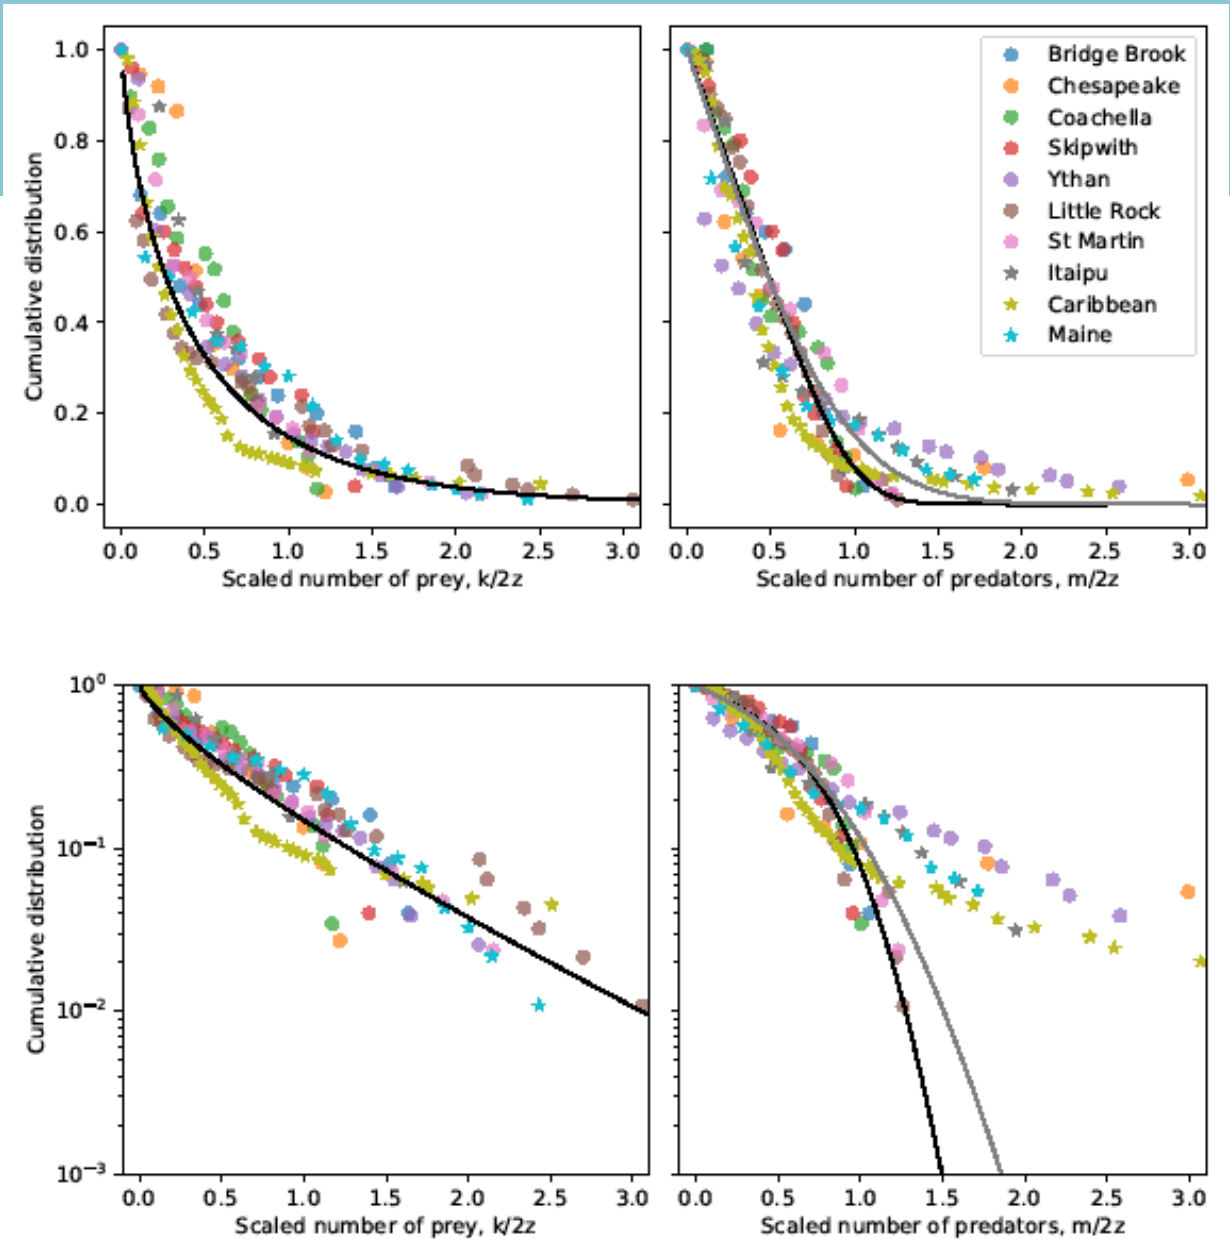 1.0
0.8
0.6
0.4
0.2
0.0
Cumulative distribution
0.0 0.5 1.0 1.5 2.0 2.5 3.0
Scaled number of prey, k/2z
Bridge Brook
Chesapeake
Coachella
Skipwith
Ythan
Little Rock
St Martin
Itaipu
Caribbean
Maine
0.0 0.5 1.0 1.5 2.0 2.5 3.0
Scaled number of predators, m/2z
10⁰
10⁻¹
10⁻²
10⁻³
Cumulative distribution
0.0 0.5 1.0 1.5 2.0 2.5 3.0
Scaled number of prey, k/2z
0.0 0.5 1.0 1.5 2.0 2.5 3.0
Scaled number of predators, m/2z